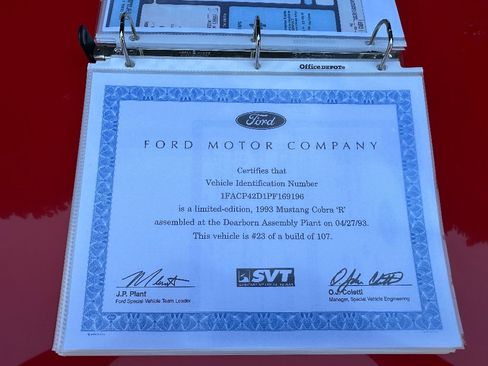 Office DEPOT
Ford
FORD MOTOR COMPANY
Certifies that
Vehicle Identification Number
1FACP42D1PF169196
is a limited-edition, 1993 Mustang Cobra 'R'
assembled at the Dearborn Assembly Plant on 04/27/93.
This vehicle is #23 of a build of 107.
SVT
J.P. Plant
Ford Special Vehicle Team Leader
O.J. Coletti
Manager, Special Vehicle Engineering